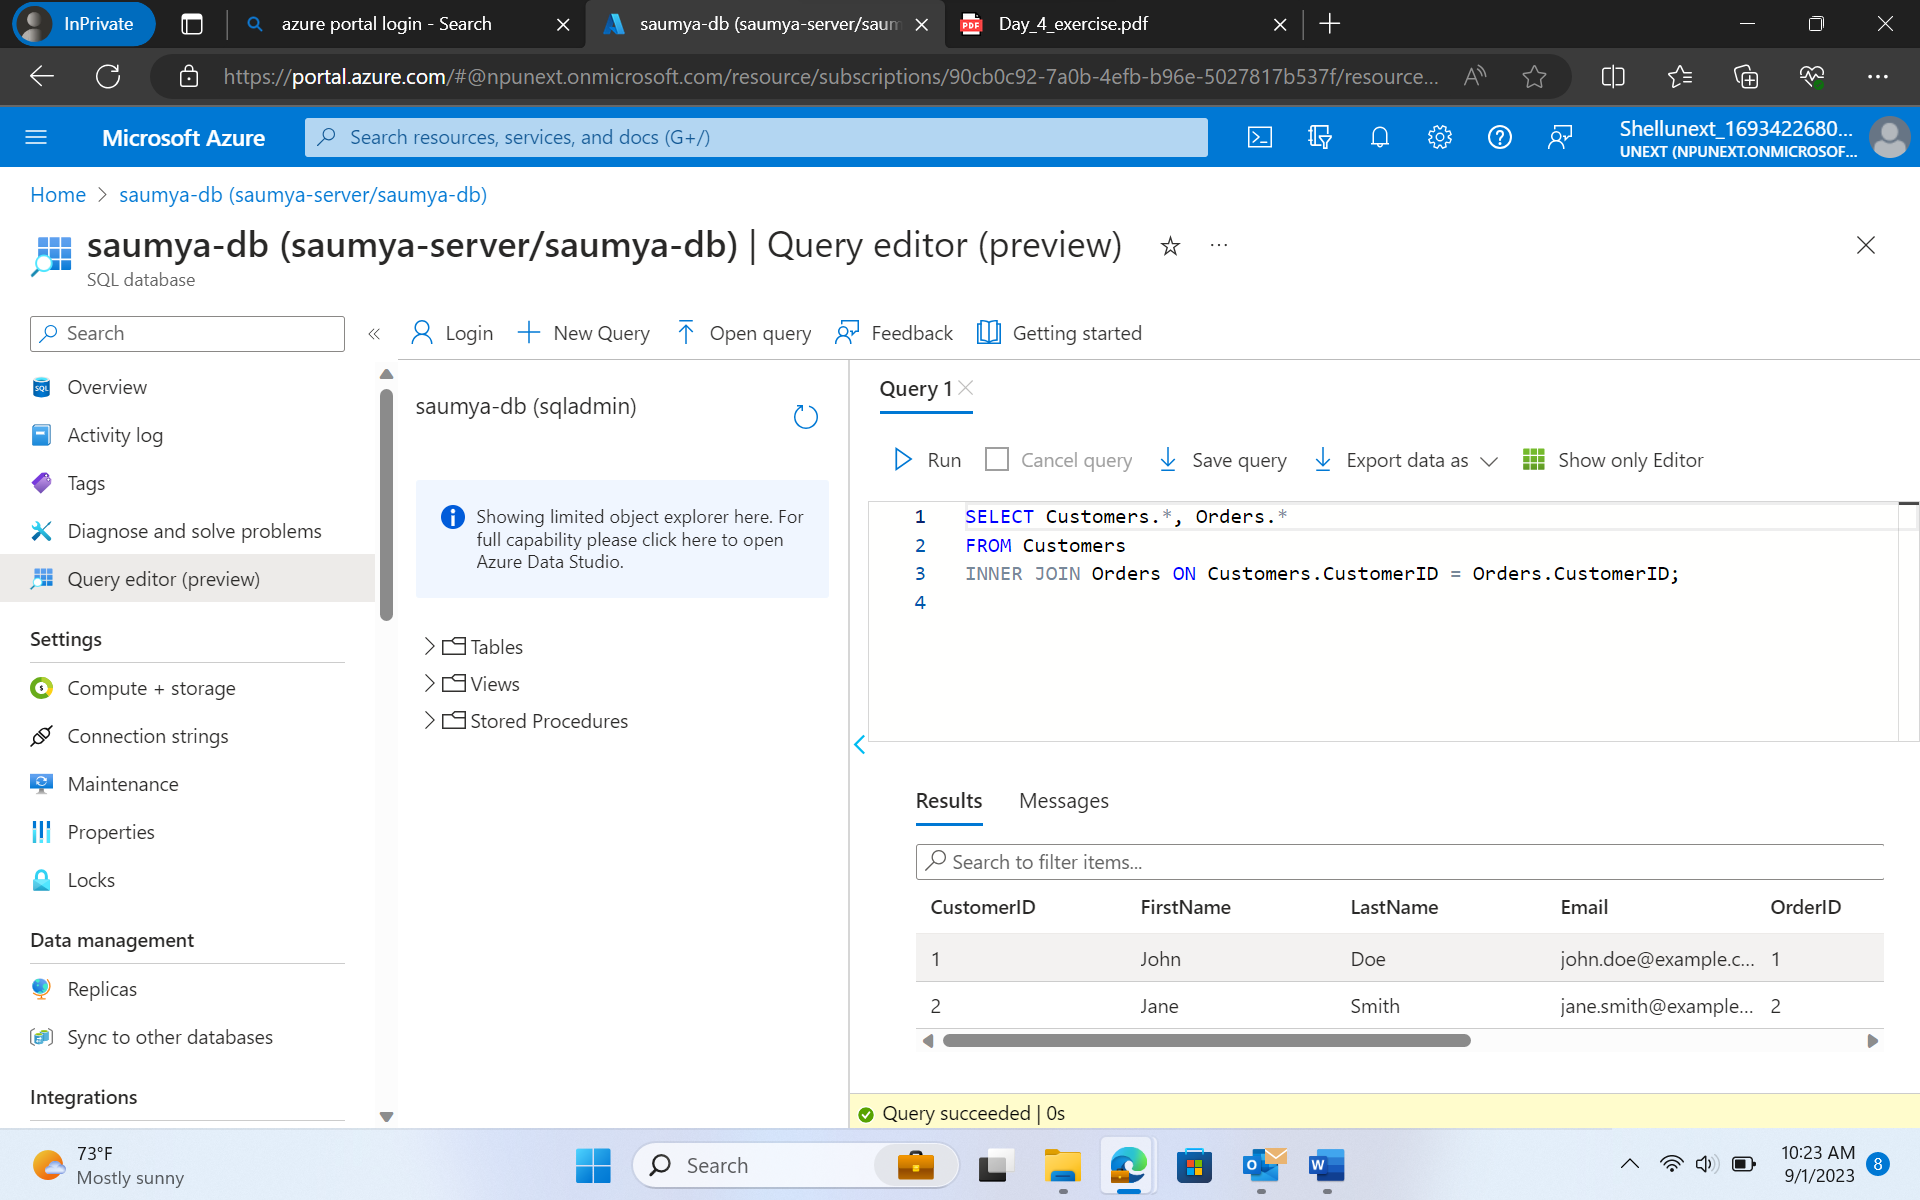 InPrivate
azure portal login - Search
saumya-db (saumya-server/saum
PDF
Day_4_exercise.pdf
https://portal.azure.com/#@npunext.onmicrosoft.com/resource/subscriptions/90cb0c92-7a0b-4efb-b96e-5027817b537f/resource...
Microsoft Azure
Search resources, services, and docs (G+/)
Shellunext_1693422680...
UNEXT (NPUNEXT.ONMICROSOF...
Home > saumya-db (saumya-server/saumya-db)
saumya-db (saumya-server/saumya-db) | Query editor (preview)
SQL database
Search
Login
New Query
Open query
Feedback
Getting started
Overview
Activity log
Tags
Diagnose and solve problems
Query editor (preview)
Settings
Compute + storage
Connection strings
Maintenance
Properties
Locks
Data management
Replicas
Sync to other databases
Integrations
saumya-db (sqladmin)
Showing limited object explorer here. For
full capability please click here to open
Azure Data Studio.
Tables
Views
Stored Procedures
Query 1
Run
Cancel query
Save query
Export data as
Show only Editor
1 SELECT Customers.*, Orders.*
2 FROM Customers
3 INNER JOIN Orders ON Customers.CustomerID = Orders.CustomerID;
4
Results
Messages
Search to filter items...
CustomerID FirstName LastName Email OrderID
1 John Doe john.doe@example.c... 1
2 Jane Smith jane.smith@example... 2
Query succeeded | 0s
73°F
Mostly sunny
Search
10:23 AM
9/1/2023
8